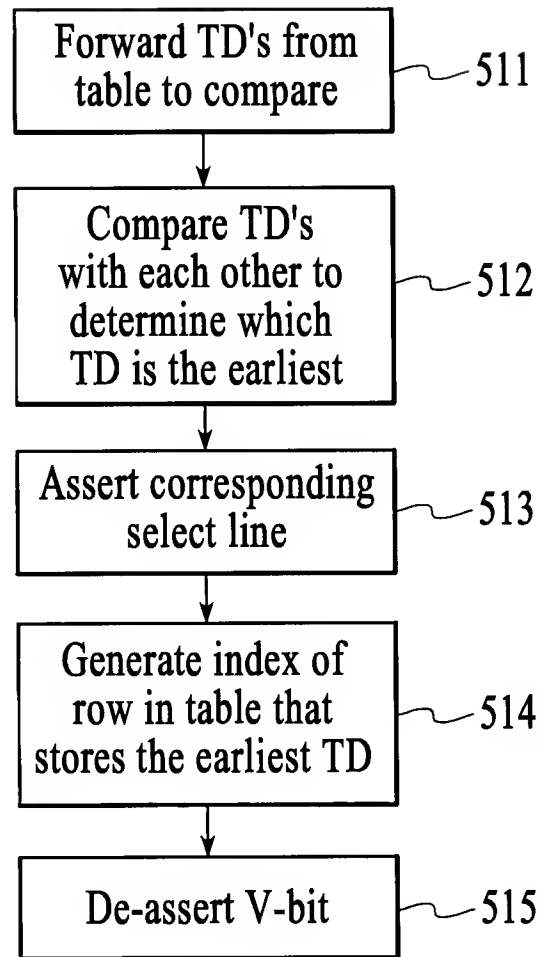 Forward TD's from
table to compare
511
Compare TD's
with each other to
determine which
TD is the earliest
512
Assert corresponding
select line
513
Generate index of
row in table that
stores the earliest TD
514
De-assert V-bit
515